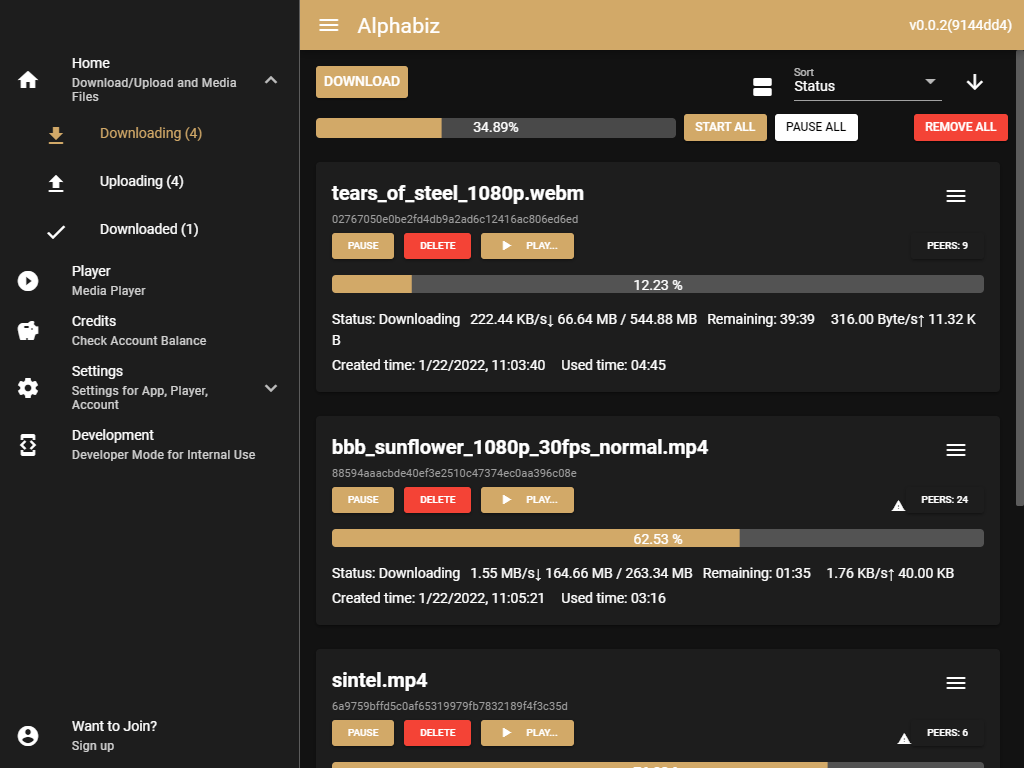 Alphabiz
v0.0.2(9144dd4)
Home
Download/Upload and Media
Files
Downloading (4)
Uploading (4)
Downloaded (1)
Player
Media Player
Credits
Check Account Balance
Settings
Settings for App, Player,
Account
Development
Developer Mode for Internal Use
Want to Join?
Sign up
DOWNLOAD
Sort
Status
34.89%
START ALL
PAUSE ALL
REMOVE ALL
tears_of_steel_1080p.webm
02767050e0be2fd4db9a2ad6c12416ac806ed6ed
PAUSE DELETE PLAY... PEERS: 9
12.23 %
Status: Downloading 222.44 KB/s↓ 66.64 MB / 544.88 MB Remaining: 39:39 316.00 Byte/s↑ 11.32 K
B
Created time: 1/22/2022, 11:03:40 Used time: 04:45
bbb_sunflower_1080p_30fps_normal.mp4
88594aaacbde40ef3e2510c47374ec0aa396c08e
PAUSE DELETE PLAY... PEERS: 24
62.53 %
Status: Downloading 1.55 MB/s↓ 164.66 MB / 263.34 MB Remaining: 01:35 1.76 KB/s↑ 40.00 KB
Created time: 1/22/2022, 11:05:21 Used time: 03:16
sintel.mp4
6a9759bffd5c0af65319979fb7832189f4f3c35d
PAUSE DELETE PLAY... PEERS: 6